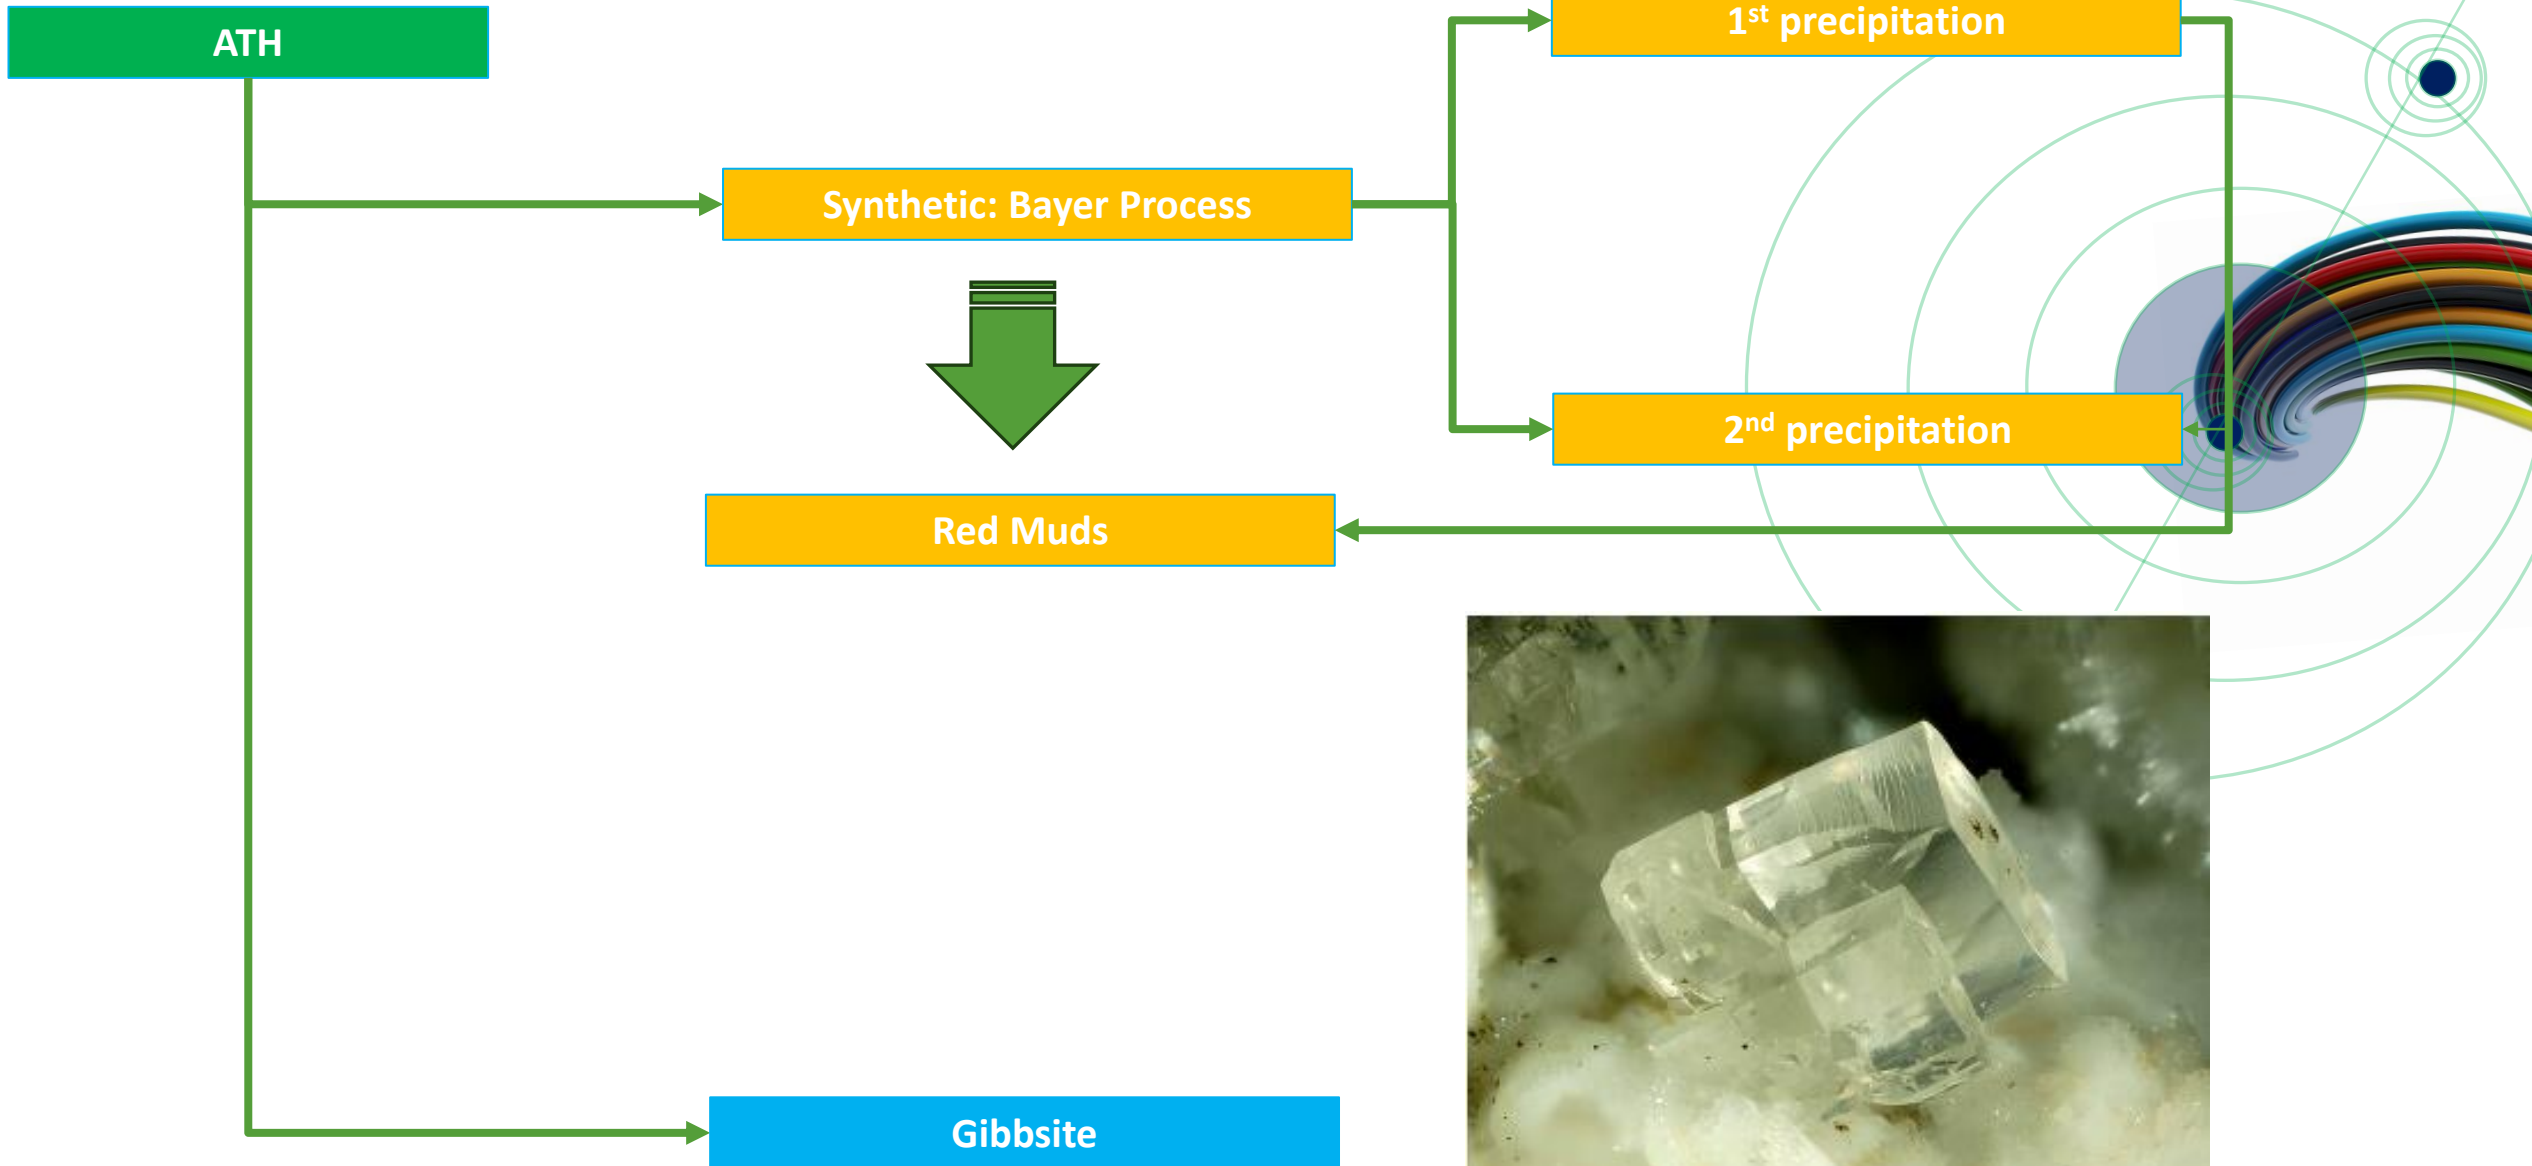 ATH
1st precipitation
Synthetic: Bayer Process
2nd precipitation
Red Muds
Gibbsite